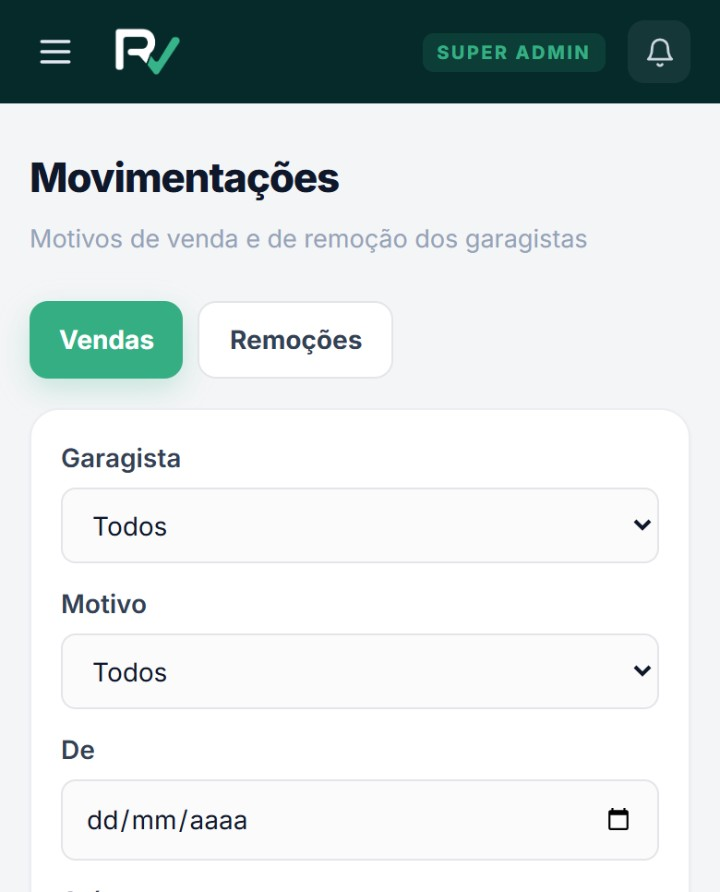 RV
SUPER ADMIN
Movimentações
Motivos de venda e de remoção dos garagistas
Vendas
Remoções
Garagista
Todos
Motivo
Todos
De
dd/mm/aaaa